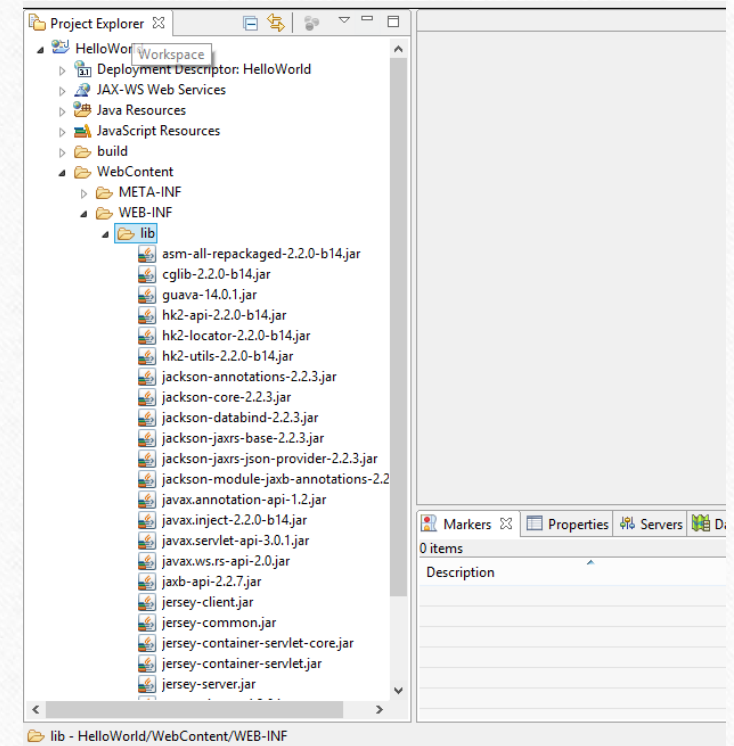 Project Explorer
HelloWor
Workspace
Deployment Descriptor: HelloWorld
3.1
JAX-WS Web Services
Java Resources
JavaScript Resources
build
WebContent
META-INF
WEB-INF
lib
asm-all-repackaged-2.2.0-b14.jar
cglib-2.2.0-b14.jar
guava-14.0.1.jar
hk2-api-2.2.0-b14.jar
hk2-locator-2.2.0-b14.jar
hk2-utils-2.2.0-b14.jar
jackson-annotations-2.2.3.jar
jackson-core-2.2.3.jar
jackson-databind-2.2.3.jar
jackson-jaxrs-base-2.2.3.jar
jackson-jaxrs-json-provider-2.2.3.jar
jackson-module-jaxb-annotations-2.2
javax.annotation-api-1.2.jar
javax.inject-2.2.0-b14.jar
javax.servlet-api-3.0.1.jar
javax.ws.rs-api-2.0.jar
jaxb-api-2.2.7.jar
jersey-client.jar
jersey-common.jar
jersey-container-servlet-core.jar
jersey-container-servlet.jar
jersey-server.jar
Markers Properties Servers Da
0 items
Description
lib - HelloWorld/WebContent/WEB-INF